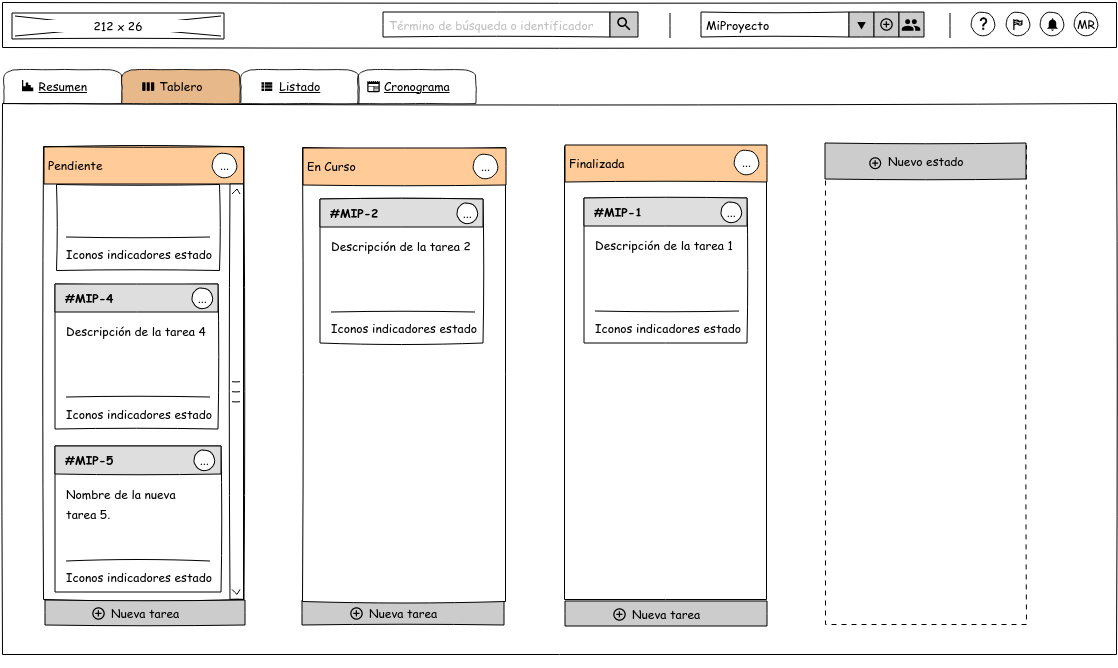 212 x 26
Término de búsqueda o identificador
MiProyecto
?
MR
Resumen
Tablero
Listado
Cronograma
Pendiente
...
Iconos indicadores estado
#MIP-4
...
Descripción de la tarea 4
Iconos indicadores estado
#MIP-5
...
Nombre de la nueva
tarea 5.
Iconos indicadores estado
Nueva tarea
En Curso
...
#MIP-2
...
Descripción de la tarea 2
Iconos indicadores estado
Nueva tarea
Finalizada
...
#MIP-1
...
Descripción de la tarea 1
Iconos indicadores estado
Nueva tarea
Nuevo estado